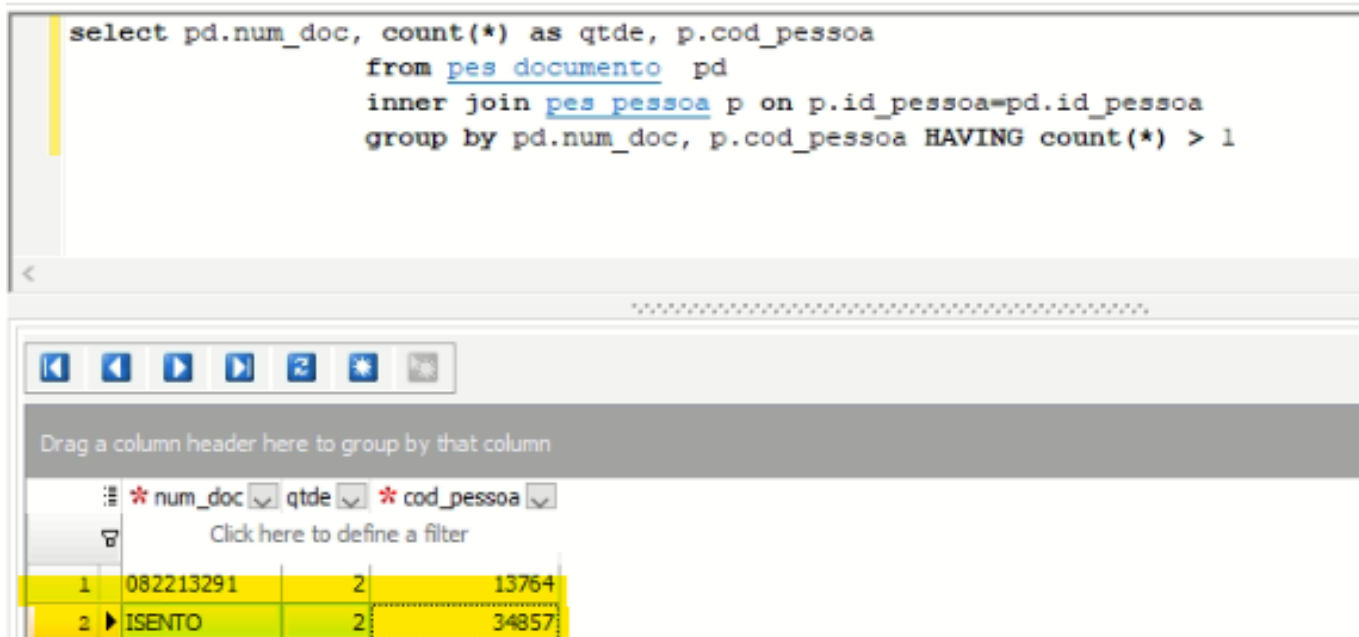 select pd.num_doc, count(*) as qtde, p.cod_pessoa
from pes_documento pd
inner join pes_pessoa p on p.id_pessoa=pd.id_pessoa
group by pd.num_doc, p.cod_pessoa HAVING count(*) > 1
Drag a column header here to group by that column
* num_doc qtde * cod_pessoa
Click here to define a filter
1 082213291 2 13764
2 ISENTO 2 34857